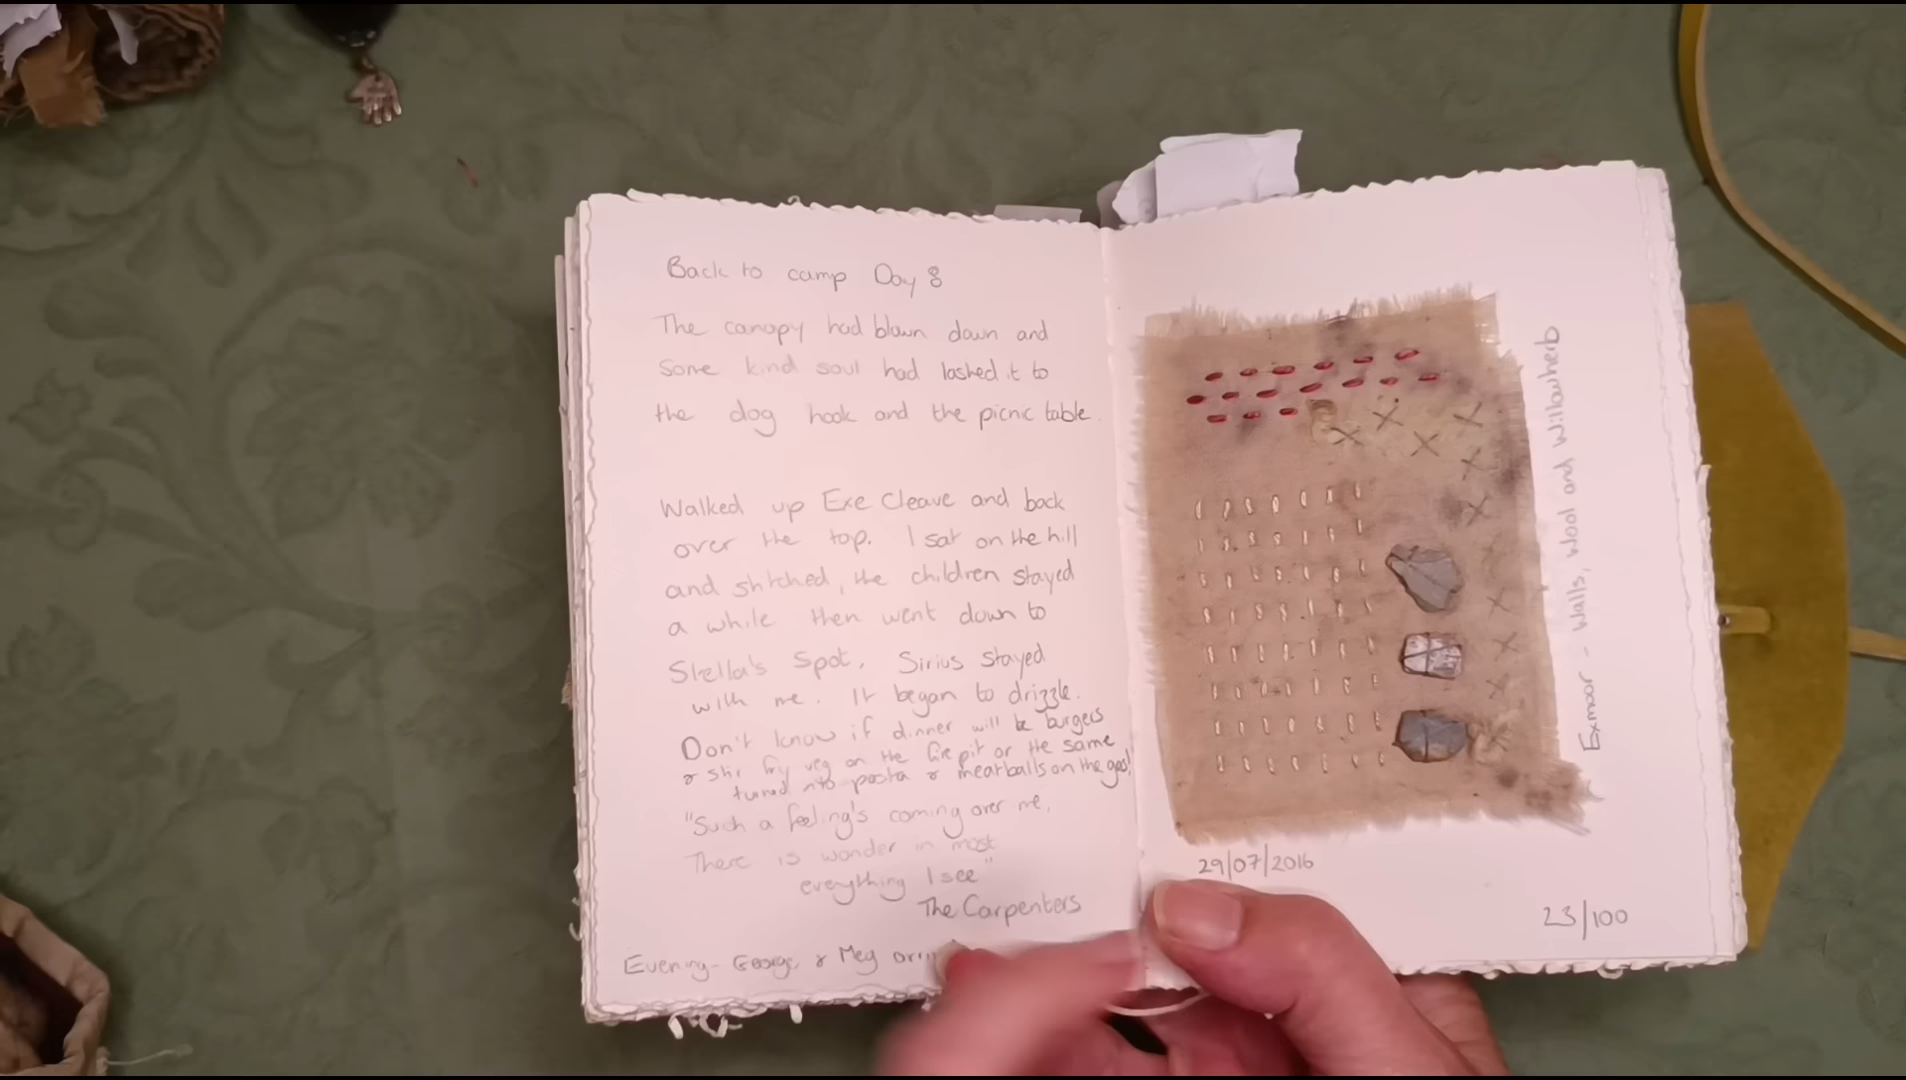 Back to camp Day 8
The canopy had blown down and
some kind soul had lashed it to
the dog hook and the picnic table.
Walked up Exe Cleave and back
over the top. I sat on the hill
and stitched, the children stayed
a while then went down to
Stella's Spot. Sirius stayed
with me. It began to drizzle.
Don't know if dinner will be burgers
& stir fry veg on the fire pit or the same
turned into pasta & meatballs on the gas!
"Such a feeling's coming over me,
There is wonder in most
everything I see"
The Carpenters
Evening - George & Meg
Exmoor - Walls, Wool and Willowherb
29/07/2016
23/100